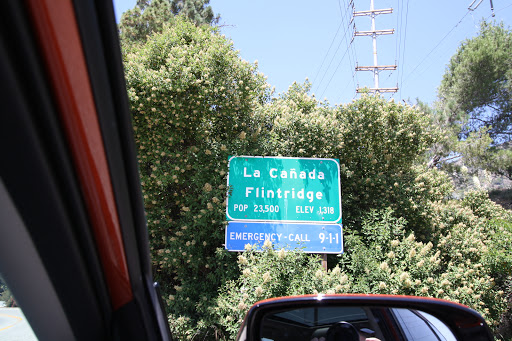 La Cañada
Flintridge
POP 23,500 ELEV 1,318
EMERGENCY-CALL 9-1-1